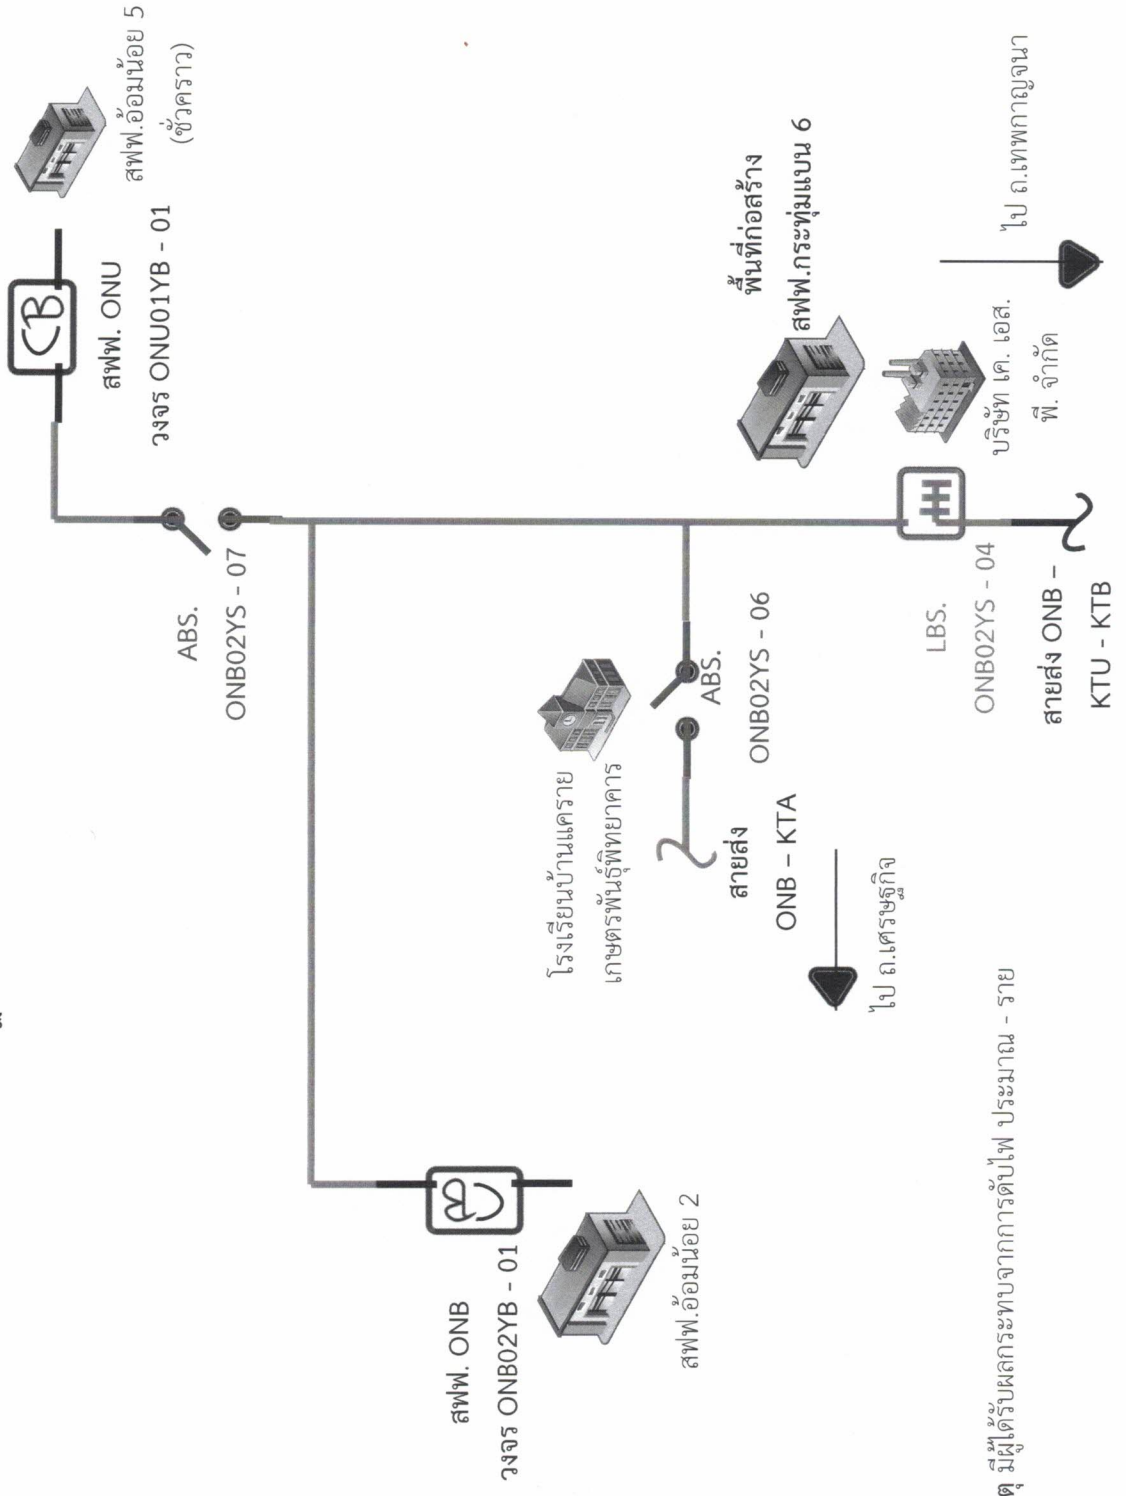 สฟฟ.อ้อมน้อย 5
(ชั่วคราว)
CB
สฟฟ. ONU
วงจร ONU01YB - 01
ABS.
ONB02YS - 07
สฟฟ. ONB
วงจร ONB02YB - 01
CB
สฟฟ.อ้อมน้อย 2
โรงเรียนบ้านแคราย
เกษตรพันธุ์พิทยาคาร
ABS.
ONB02YS - 06
สายส่ง
ONB – KTA
ไป ถ.เศรษฐกิจ
พื้นที่ก่อสร้าง
สฟฟ.กระทุ่มแบน 6
บริษัท เค. เอส.
พี. จำกัด
ไป ถ.เทพกาญจนา
LBS.
ONB02YS - 04
สายส่ง ONB –
KTU - KTB
ตุ มีผู้ได้รับผลกระทบจากการดับไฟ ประมาณ - ราย